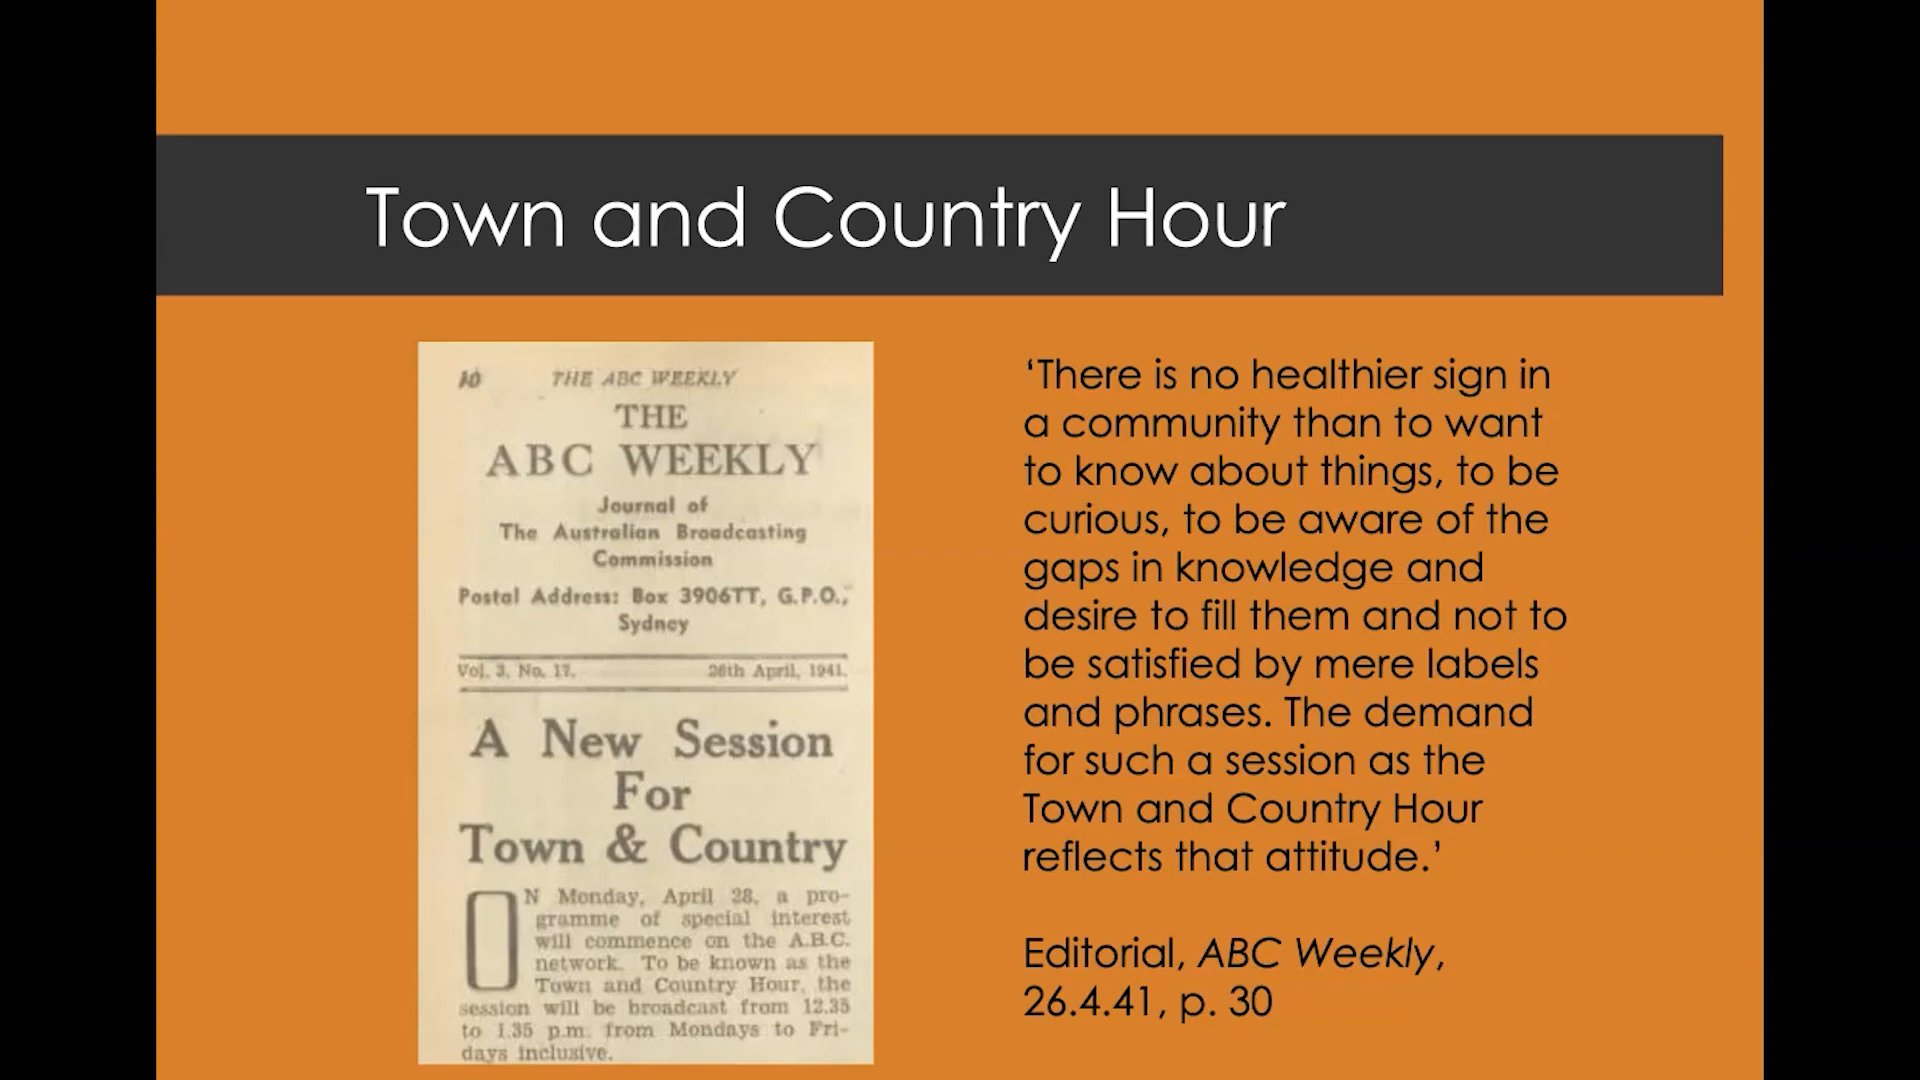 Town and Country Hour
10 THE ABC WEEKLY
THE
ABC WEEKLY
Journal of
The Australian Broadcasting
Commission
Postal Address: Box 3906TT, G.P.O.,
Sydney
Vol. 3, No. 17. 26th April, 1941.
A New Session
For
Town & Country
ON Monday, April 28, a pro-
gramme of special interest
will commence on the A.B.C.
network. To be known as the
Town and Country Hour, the
session will be broadcast from 12.35
to 1.35 p.m. from Mondays to Fri-
days inclusive.
‘There is no healthier sign in
a community than to want
to know about things, to be
curious, to be aware of the
gaps in knowledge and
desire to fill them and not to
be satisfied by mere labels
and phrases. The demand
for such a session as the
Town and Country Hour
reflects that attitude.’
Editorial, ABC Weekly,
26.4.41, p. 30